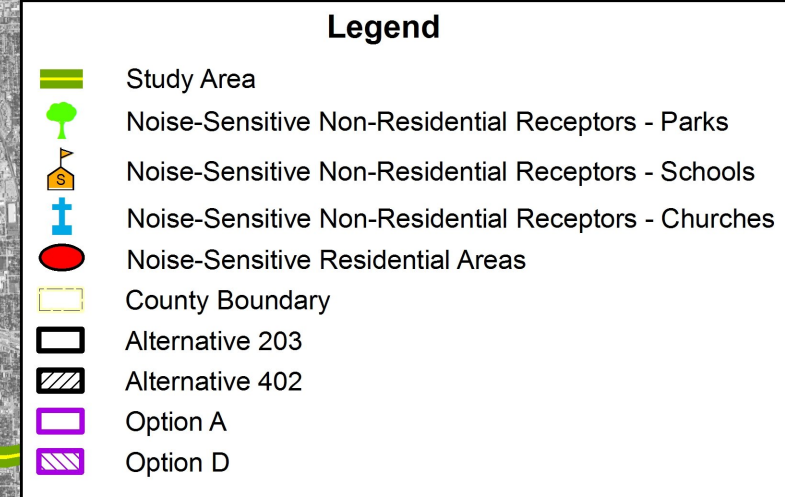 Legend
Study Area
Noise-Sensitive Non-Residential Receptors - Parks
S
Noise-Sensitive Non-Residential Receptors - Schools
Noise-Sensitive Non-Residential Receptors - Churches
Noise-Sensitive Residential Areas
County Boundary
Alternative 203
Alternative 402
Option A
Option D